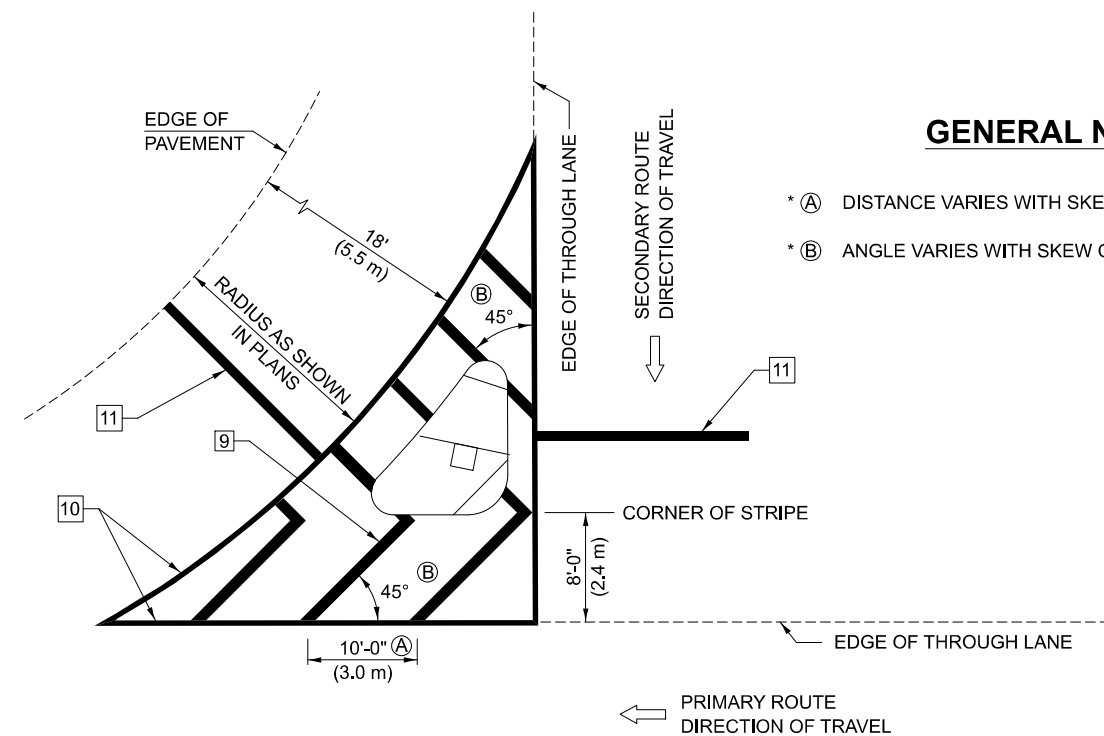 EDGE OF
PAVEMENT
18'
(5.5 m)
RADIUS AS SHOWN
IN PLANS
EDGE OF THROUGH LANE
SECONDARY ROUTE
DIRECTION OF TRAVEL
GENERAL N
* Ⓐ DISTANCE VARIES WITH SKE
* Ⓑ ANGLE VARIES WITH SKEW
Ⓑ
45°
11
11
9
10
CORNER OF STRIPE
8'-0"
(2.4 m)
Ⓑ
45°
10'-0" Ⓐ
(3.0 m)
EDGE OF THROUGH LANE
PRIMARY ROUTE
DIRECTION OF TRAVEL